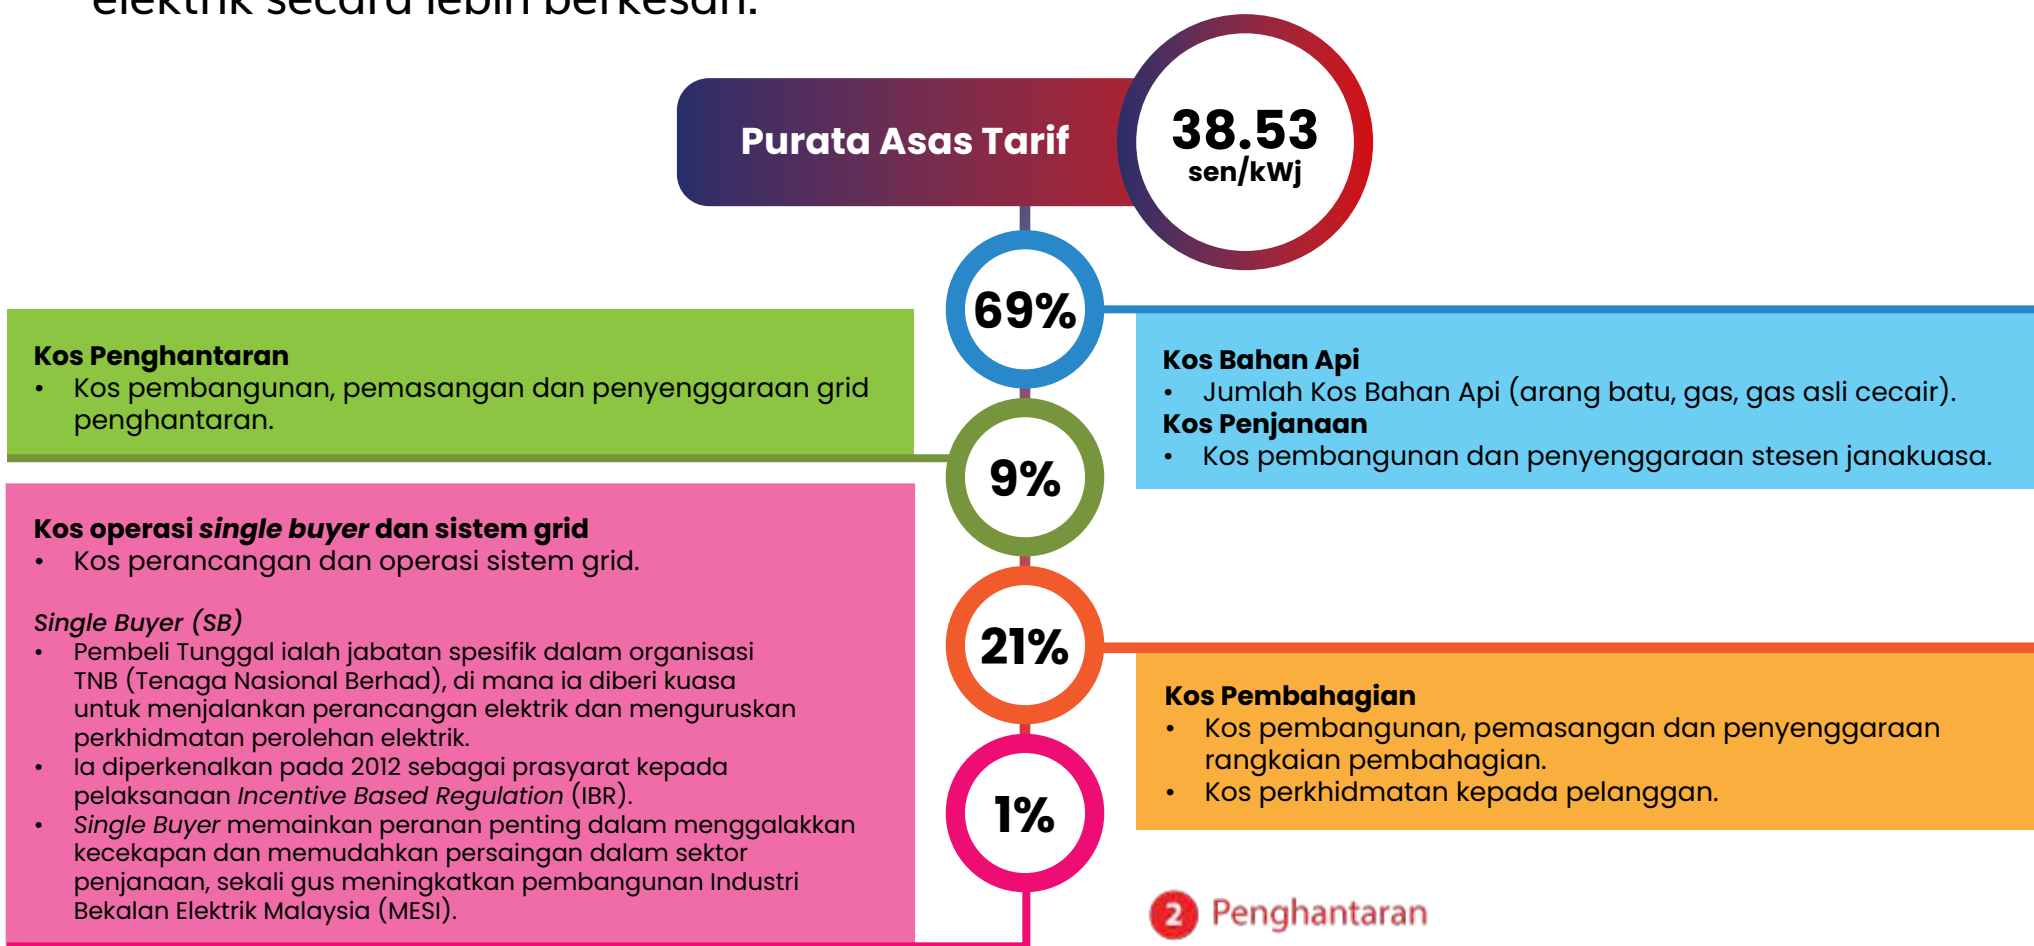 elektrik secara lebih berkesan.
Purata Asas Tarif
38.53
sen/kWj
69%
Kos Bahan Api
• Jumlah Kos Bahan Api (arang batu, gas, gas asli cecair).
Kos Penjanaan
• Kos pembangunan dan penyenggaraan stesen janakuasa.
Kos Penghantaran
• Kos pembangunan, pemasangan dan penyenggaraan grid
penghantaran.
9%
21%
Kos Pembahagian
• Kos pembangunan, pemasangan dan penyenggaraan
rangkaian pembahagian.
• Kos perkhidmatan kepada pelanggan.
Kos operasi single buyer dan sistem grid
• Kos perancangan dan operasi sistem grid.
Single Buyer (SB)
• Pembeli Tunggal ialah jabatan spesifik dalam organisasi
TNB (Tenaga Nasional Berhad), di mana ia diberi kuasa
untuk menjalankan perancangan elektrik dan menguruskan
perkhidmatan perolehan elektrik.
• Ia diperkenalkan pada 2012 sebagai prasyarat kepada
pelaksanaan Incentive Based Regulation (IBR).
• Single Buyer memainkan peranan penting dalam menggalakkan
kecekapan dan memudahkan persaingan dalam sektor
penjanaan, sekali gus meningkatkan pembangunan Industri
Bekalan Elektrik Malaysia (MESI).
1%
2 Penghantaran